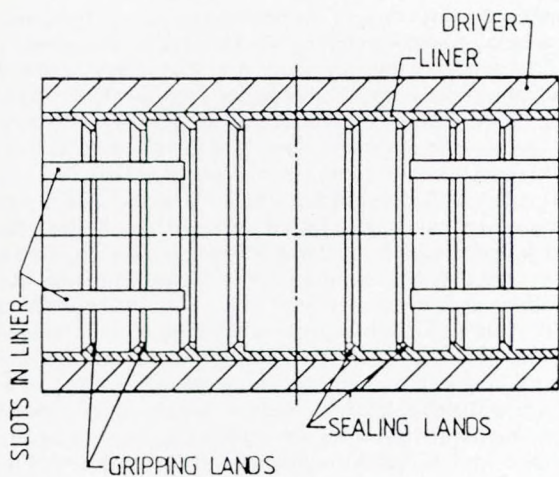 DRIVER
LINER
SLOTS IN LINER
SEALING LANDS
GRIPPING LANDS